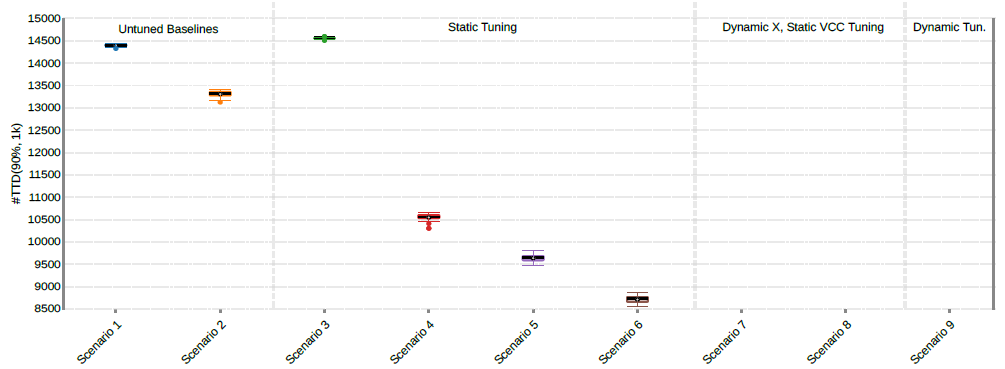 Untuned Baselines
Static Tuning
Dynamic X, Static VCC Tuning
Dynamic Tun.
#TTD(90%, 1k)
15000
14500
14000
13500
13000
12500
12000
11500
11000
10500
10000
9500
9000
8500
Scenario 1
Scenario 2
Scenario 3
Scenario 4
Scenario 5
Scenario 6
Scenario 7
Scenario 8
Scenario 9